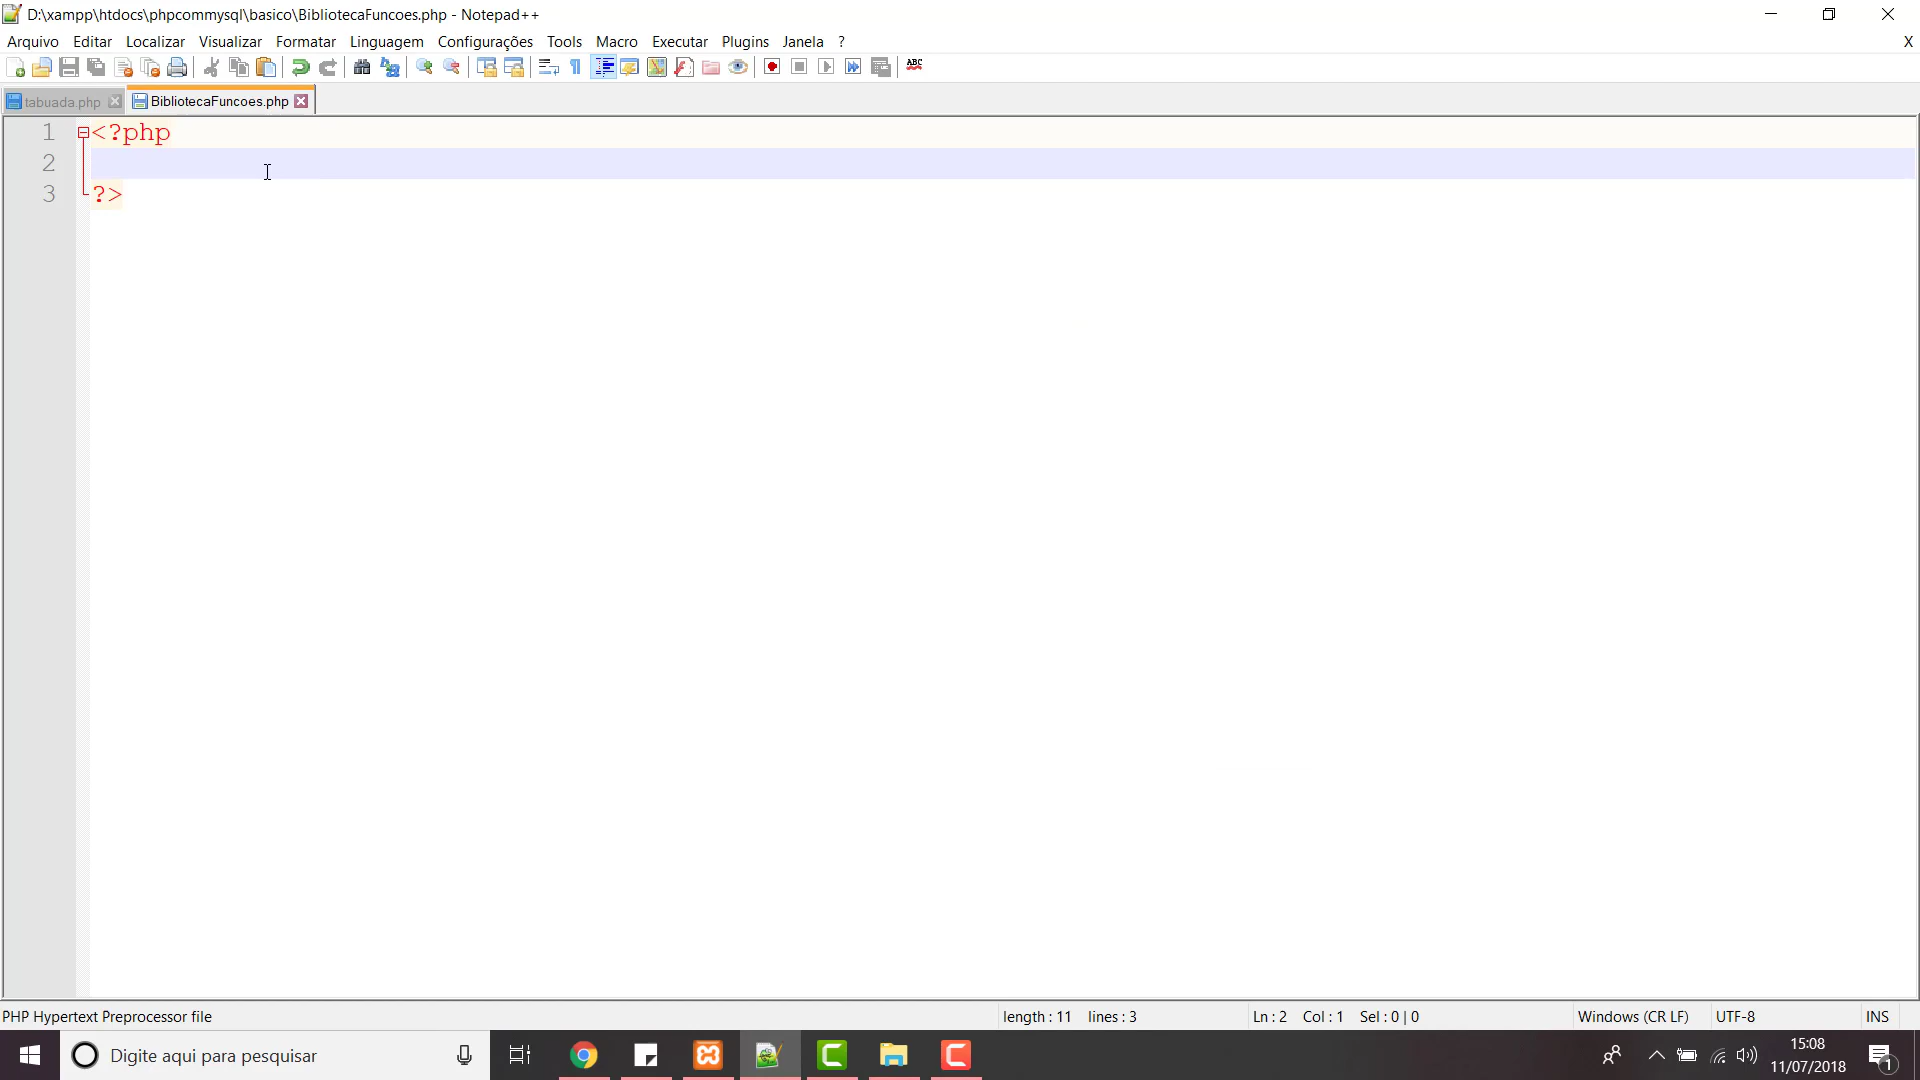 D:\xampp\htdocs\phpcommysql\basico\BibliotecaFuncoes.php - Notepad++
Arquivo Editar Localizar Visualizar Formatar Linguagem Configurações Tools Macro Executar Plugins Janela ? X
ABC
tabuada.php BibliotecaFuncoes.php
1 <?php
2
3 ?>
PHP Hypertext Preprocessor file length : 11 lines : 3 Ln : 2 Col : 1 Sel : 0 | 0 Windows (CR LF) UTF-8 INS
Digite aqui para pesquisar
15:08
11/07/2018
1